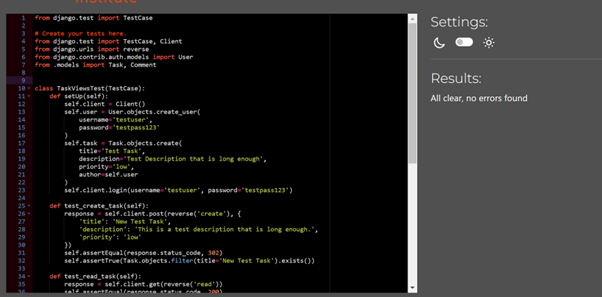 Institute
1 from django.test import TestCase
2
3 # Create your tests here.
4 from django.test import TestCase, Client
5 from django.urls import reverse
6 from django.contrib.auth.models import User
7 from .models import Task, Comment
8
9
10 class TaskViewsTest(TestCase):
11 def setUp(self):
12 self.client = Client()
13 self.user = User.objects.create_user(
14 username='testuser',
15 password='testpass123'
16 )
17 self.task = Task.objects.create(
18 title='Test Task',
19 description='Test Description that is long enough',
20 priority='low',
21 author=self.user
22 )
23 self.client.login(username='testuser', password='testpass123')
24
25 def test_create_task(self):
26 response = self.client.post(reverse('create'), {
27 'title': 'New Test Task',
28 'description': 'This is a test description that is long enough.',
29 'priority': 'low'
30 })
31 self.assertEqual(response.status_code, 302)
32 self.assertTrue(Task.objects.filter(title='New Test Task').exists())
33
34 def test_read_task(self):
35 response = self.client.get(reverse('read'))
36 self.assertEqual(response.status_code, 200)
Settings:
Results:
All clear, no errors found